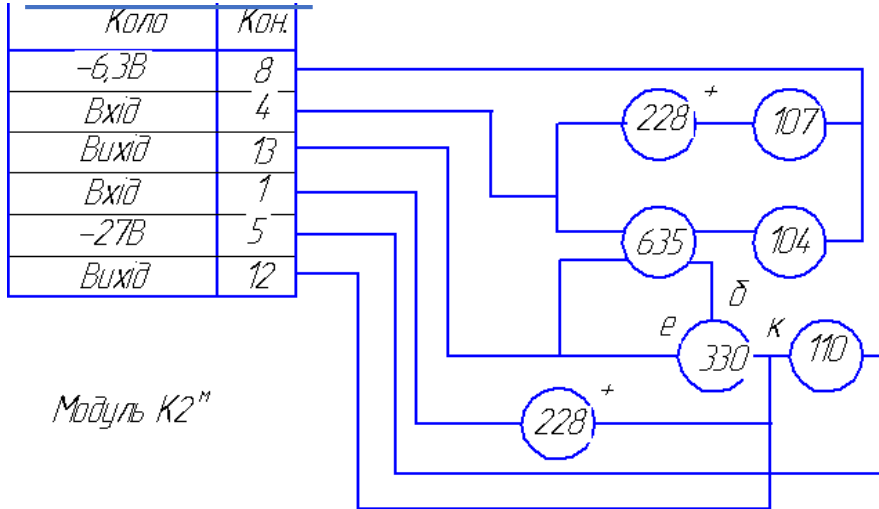 Коло Кон.
-6,3В 8
Вхід 4
Вихід 13
Вхід 1
-27В 5
Вихід 12
228 + 107
635 104
б
е 330 к 110
228 +
Модуль К2ᴹ